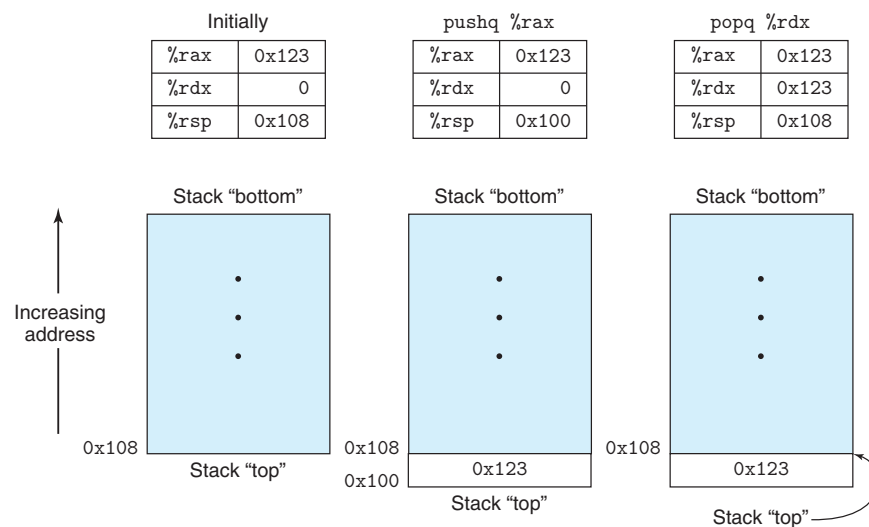 Initially
%rax 0x123
%rdx 0
%rsp 0x108
pushq %rax
%rax 0x123
%rdx 0
%rsp 0x100
popq %rdx
%rax 0x123
%rdx 0x123
%rsp 0x108
Increasing
address
Stack “bottom”
0x108
Stack “top”
Stack “bottom”
0x108
0x123
0x100
Stack “top”
Stack “bottom”
0x108
0x123
Stack “top”